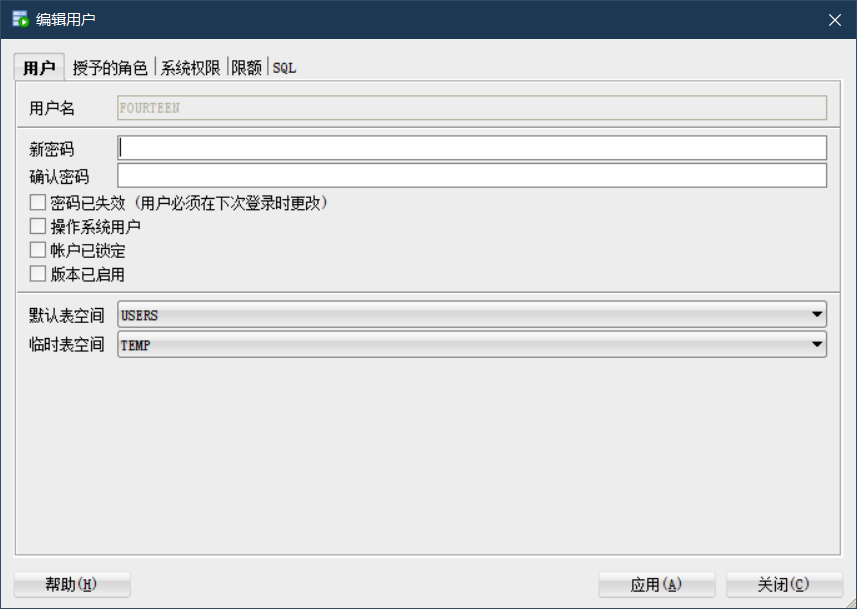 编辑用户
用户 授予的角色 系统权限 限额 SQL
用户名 FOURTEEN
新密码
确认密码
密码已失效（用户必须在下次登录时更改）
操作系统用户
帐户已锁定
版本已启用
默认表空间 USERS
临时表空间 TEMP
帮助(H) 应用(A) 关闭(C)